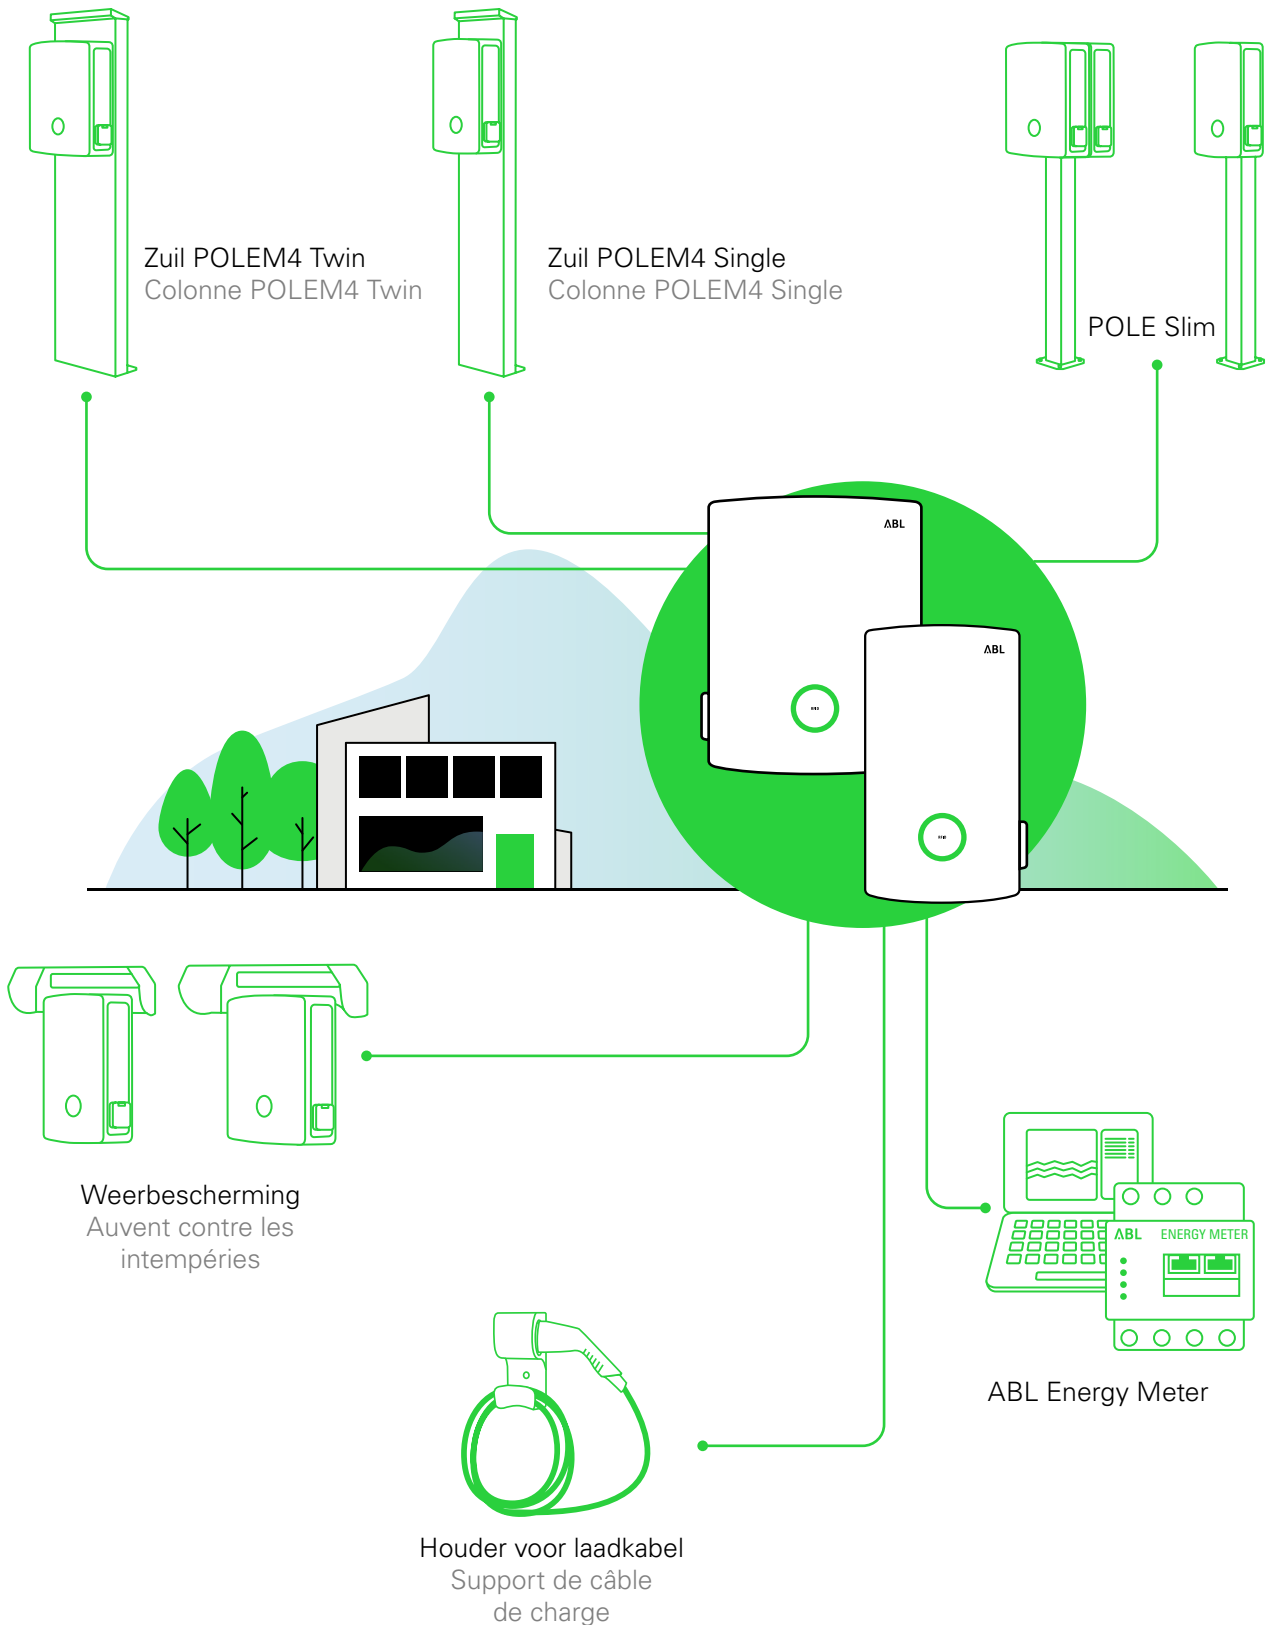 Zuil POLEM4 Twin
Colonne POLEM4 Twin
Zuil POLEM4 Single
Colonne POLEM4 Single
POLE Slim
ABL
ABL
Weerbescherming
Auvent contre les
intempéries
ABL ENERGY METER
ABL Energy Meter
Houder voor laadkabel
Support de câble
de charge